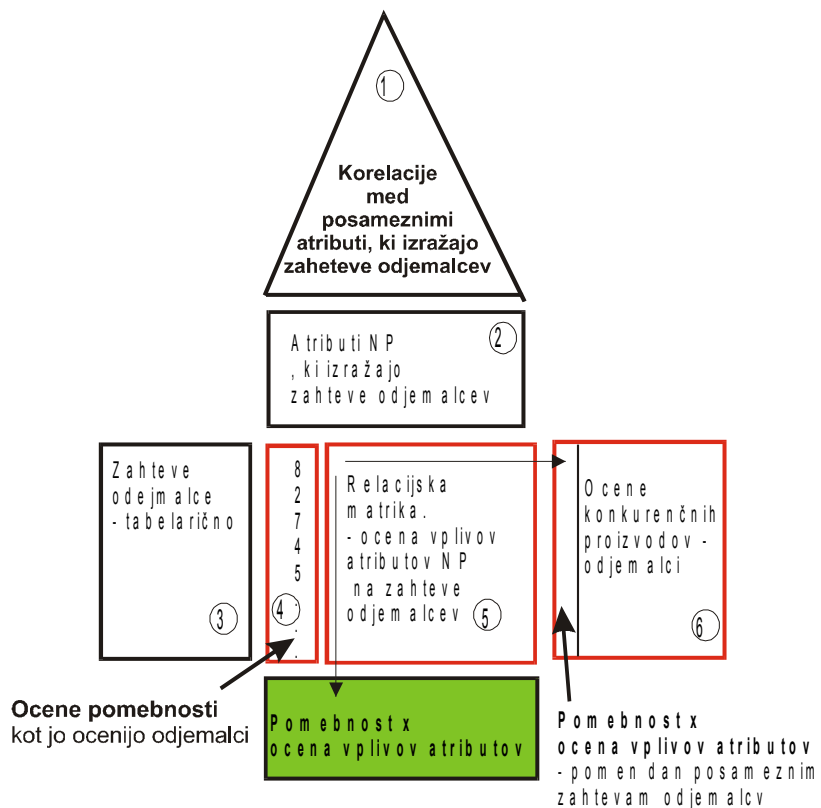 1
Korelacije
med
posameznimi
atributi, ki izražajo
zaheteve odjemalcev
2
Atributi NP
, ki izražajo
zahteve odjemalcev
Zahteve
odejmalce
- tabelarično
3
8
2
7
4
5
.
4
.
.
Relacijska
matrika.
- ocena vplivov
atributov NP
na zahteve
odjemalcev
5
Ocene
konkurenčnih
proizvodov -
odjemalci
6
Ocene pomebnosti
kot jo ocenijo odjemalci
Pomebnost x
ocena vplivov atributov
Pomebnost x
ocena vplivov atributov
- pomen dan posameznim
zahtevam odjemalcv